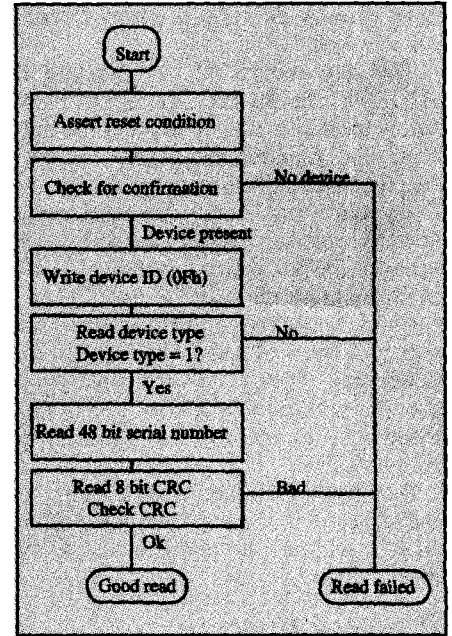 Start
Assert reset condition
Check for confirmation
No device
Device present
Write device ID (0Fh)
Read device type
Device type = 1?
No
Yes
Read 48 bit serial number
Read 8 bit CRC
Check CRC
Bad
Ok
Good read
Read failed